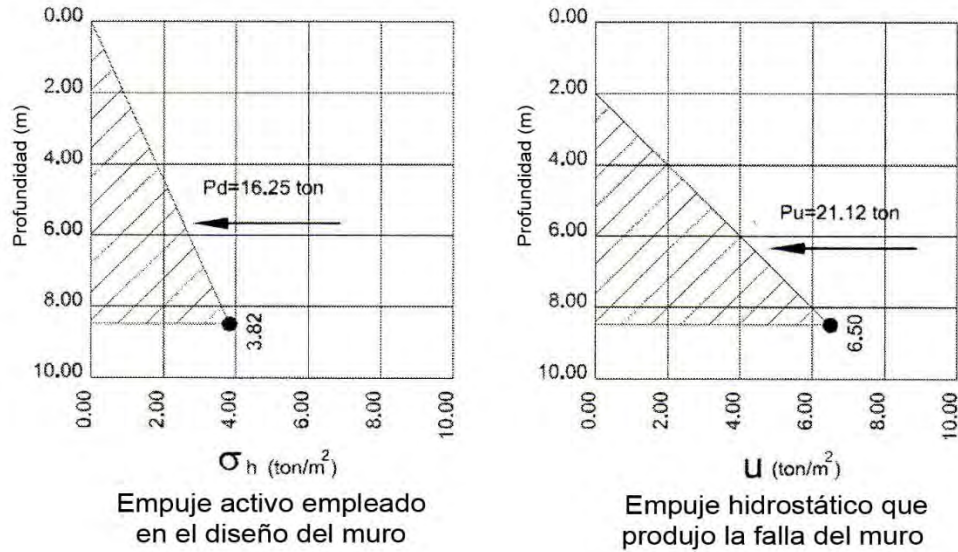 0.00
2.00
4.00
6.00
8.00
10.00
Profundidad (m)
Pd=16.25 ton
3.82
0.00
2.00
4.00
6.00
8.00
10.00
σ h (ton/m²)
Empuje activo empleado
en el diseño del muro
0.00
2.00
4.00
6.00
8.00
10.00
Profundidad (m)
Pu=21.12 ton
6.50
0.00
2.00
4.00
6.00
8.00
10.00
u (ton/m²)
Empuje hidrostático que
produjo la falla del muro